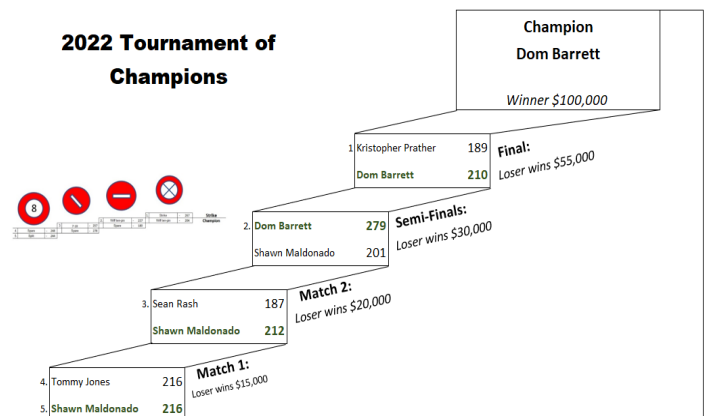 2022 Tournament of
Champions
Champion
Dom Barrett
Winner $100,000
1 Kristopher Prather 189
Dom Barrett 210
Final:
Loser wins $55,000
8
Strike
Champion
2. Dom Barrett 279
Shawn Maldonado 201
Semi-Finals:
Loser wins $30,000
3. Sean Rash 187
Shawn Maldonado 212
Match 2:
Loser wins $20,000
4. Tommy Jones 216
5. Shawn Maldonado 216
Match 1:
Loser wins $15,000